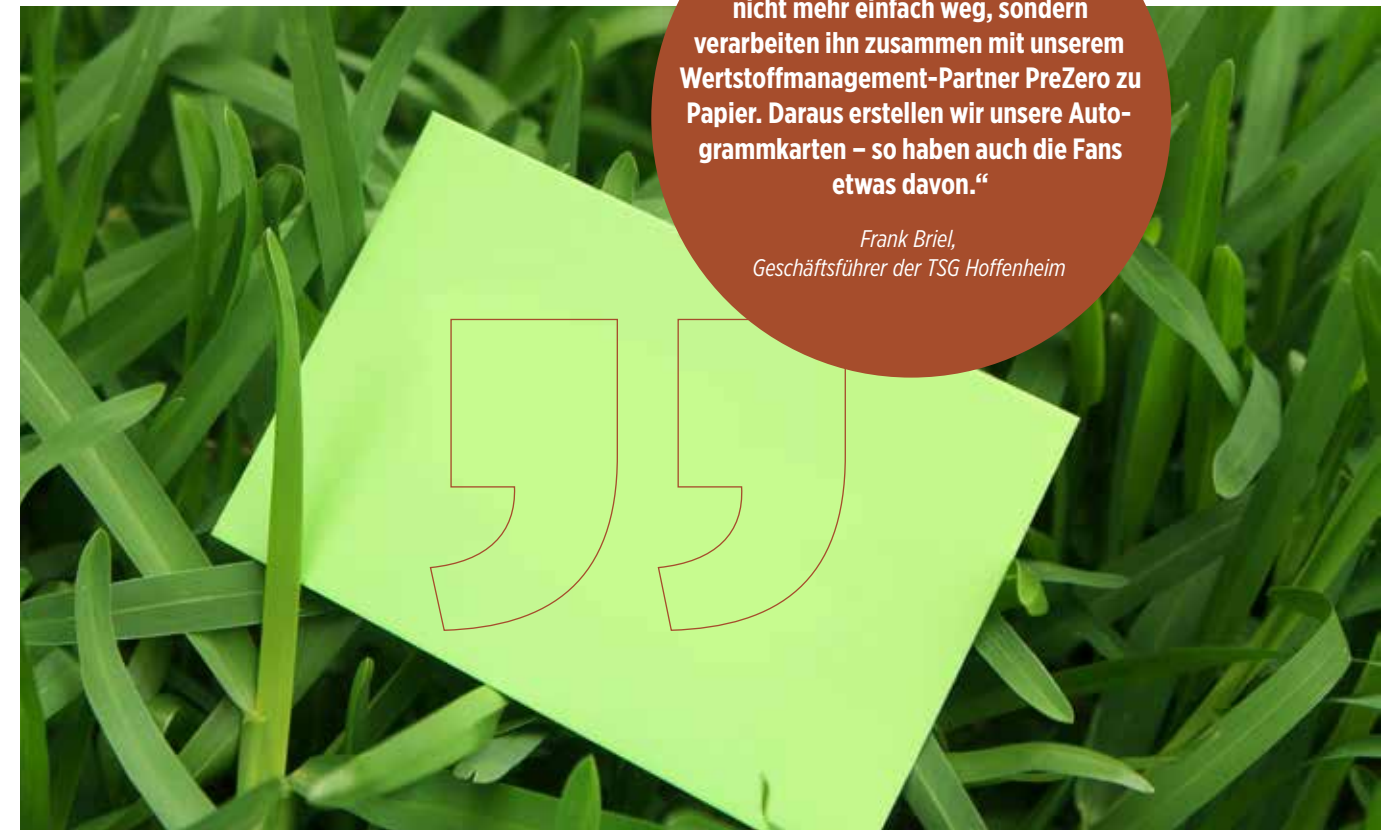 nicht mehr einfach weg, sondern
verarbeiten ihn zusammen mit unserem
Wertstoffmanagement-Partner PreZero zu
Papier. Daraus erstellen wir unsere Auto-
grammkarten – so haben auch die Fans
etwas davon.“
Frank Briel,
Geschäftsführer der TSG Hoffenheim